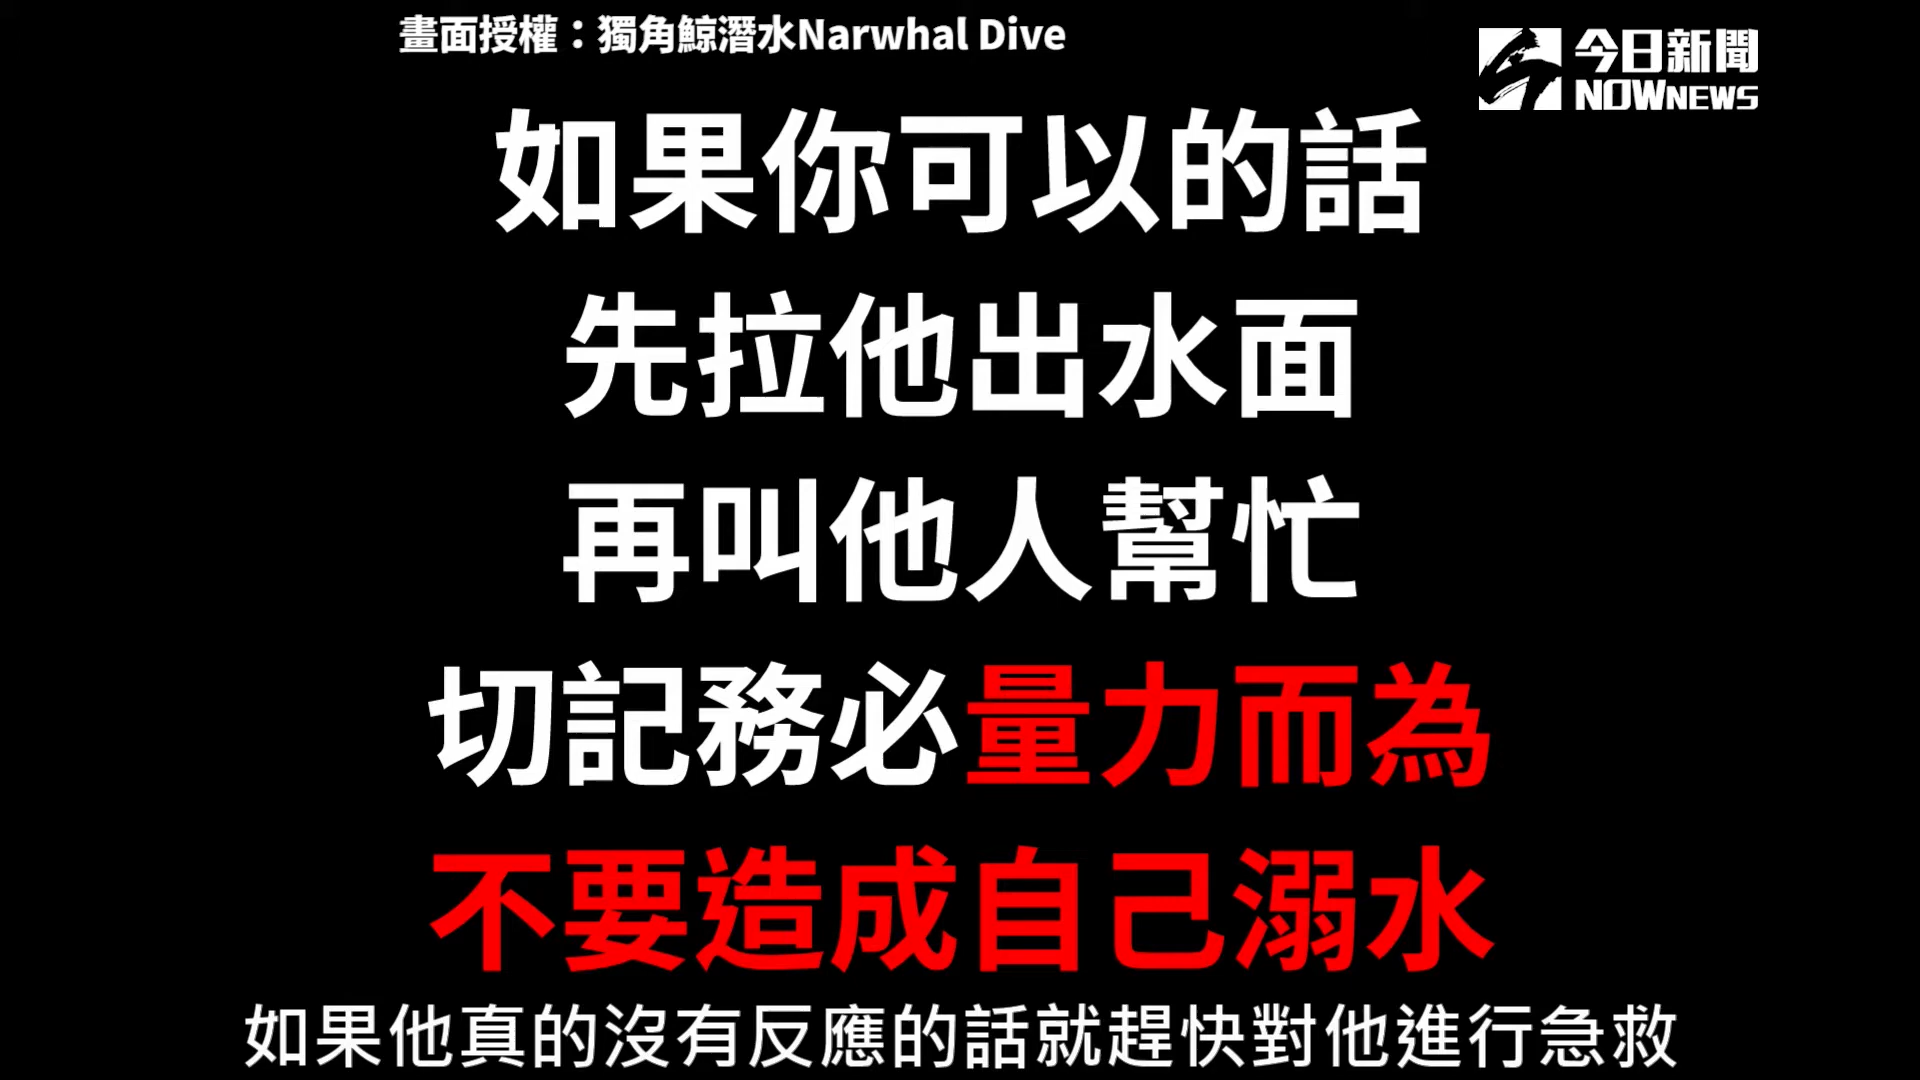 畫面授權：獨角鯨潛水Narwhal Dive
今日新聞
NOWNEWS
如果你可以的話
先拉他出水面
再叫他人幫忙
切記務必量力而為
不要造成自己溺水
如果他真的沒有反應的話就趕快對他進行急救